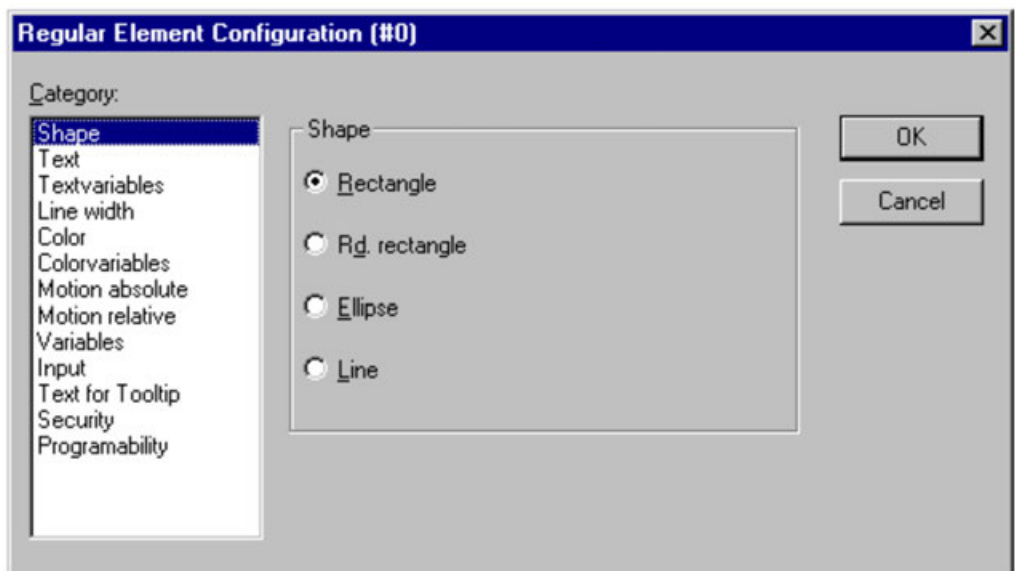 Regular Element Configuration (#0)
Category:
Shape
Text
Textvariables
Line width
Color
Colorvariables
Motion absolute
Motion relative
Variables
Input
Text for Tooltip
Security
Programability
Shape
Rectangle
Rd. rectangle
Ellipse
Line
OK
Cancel